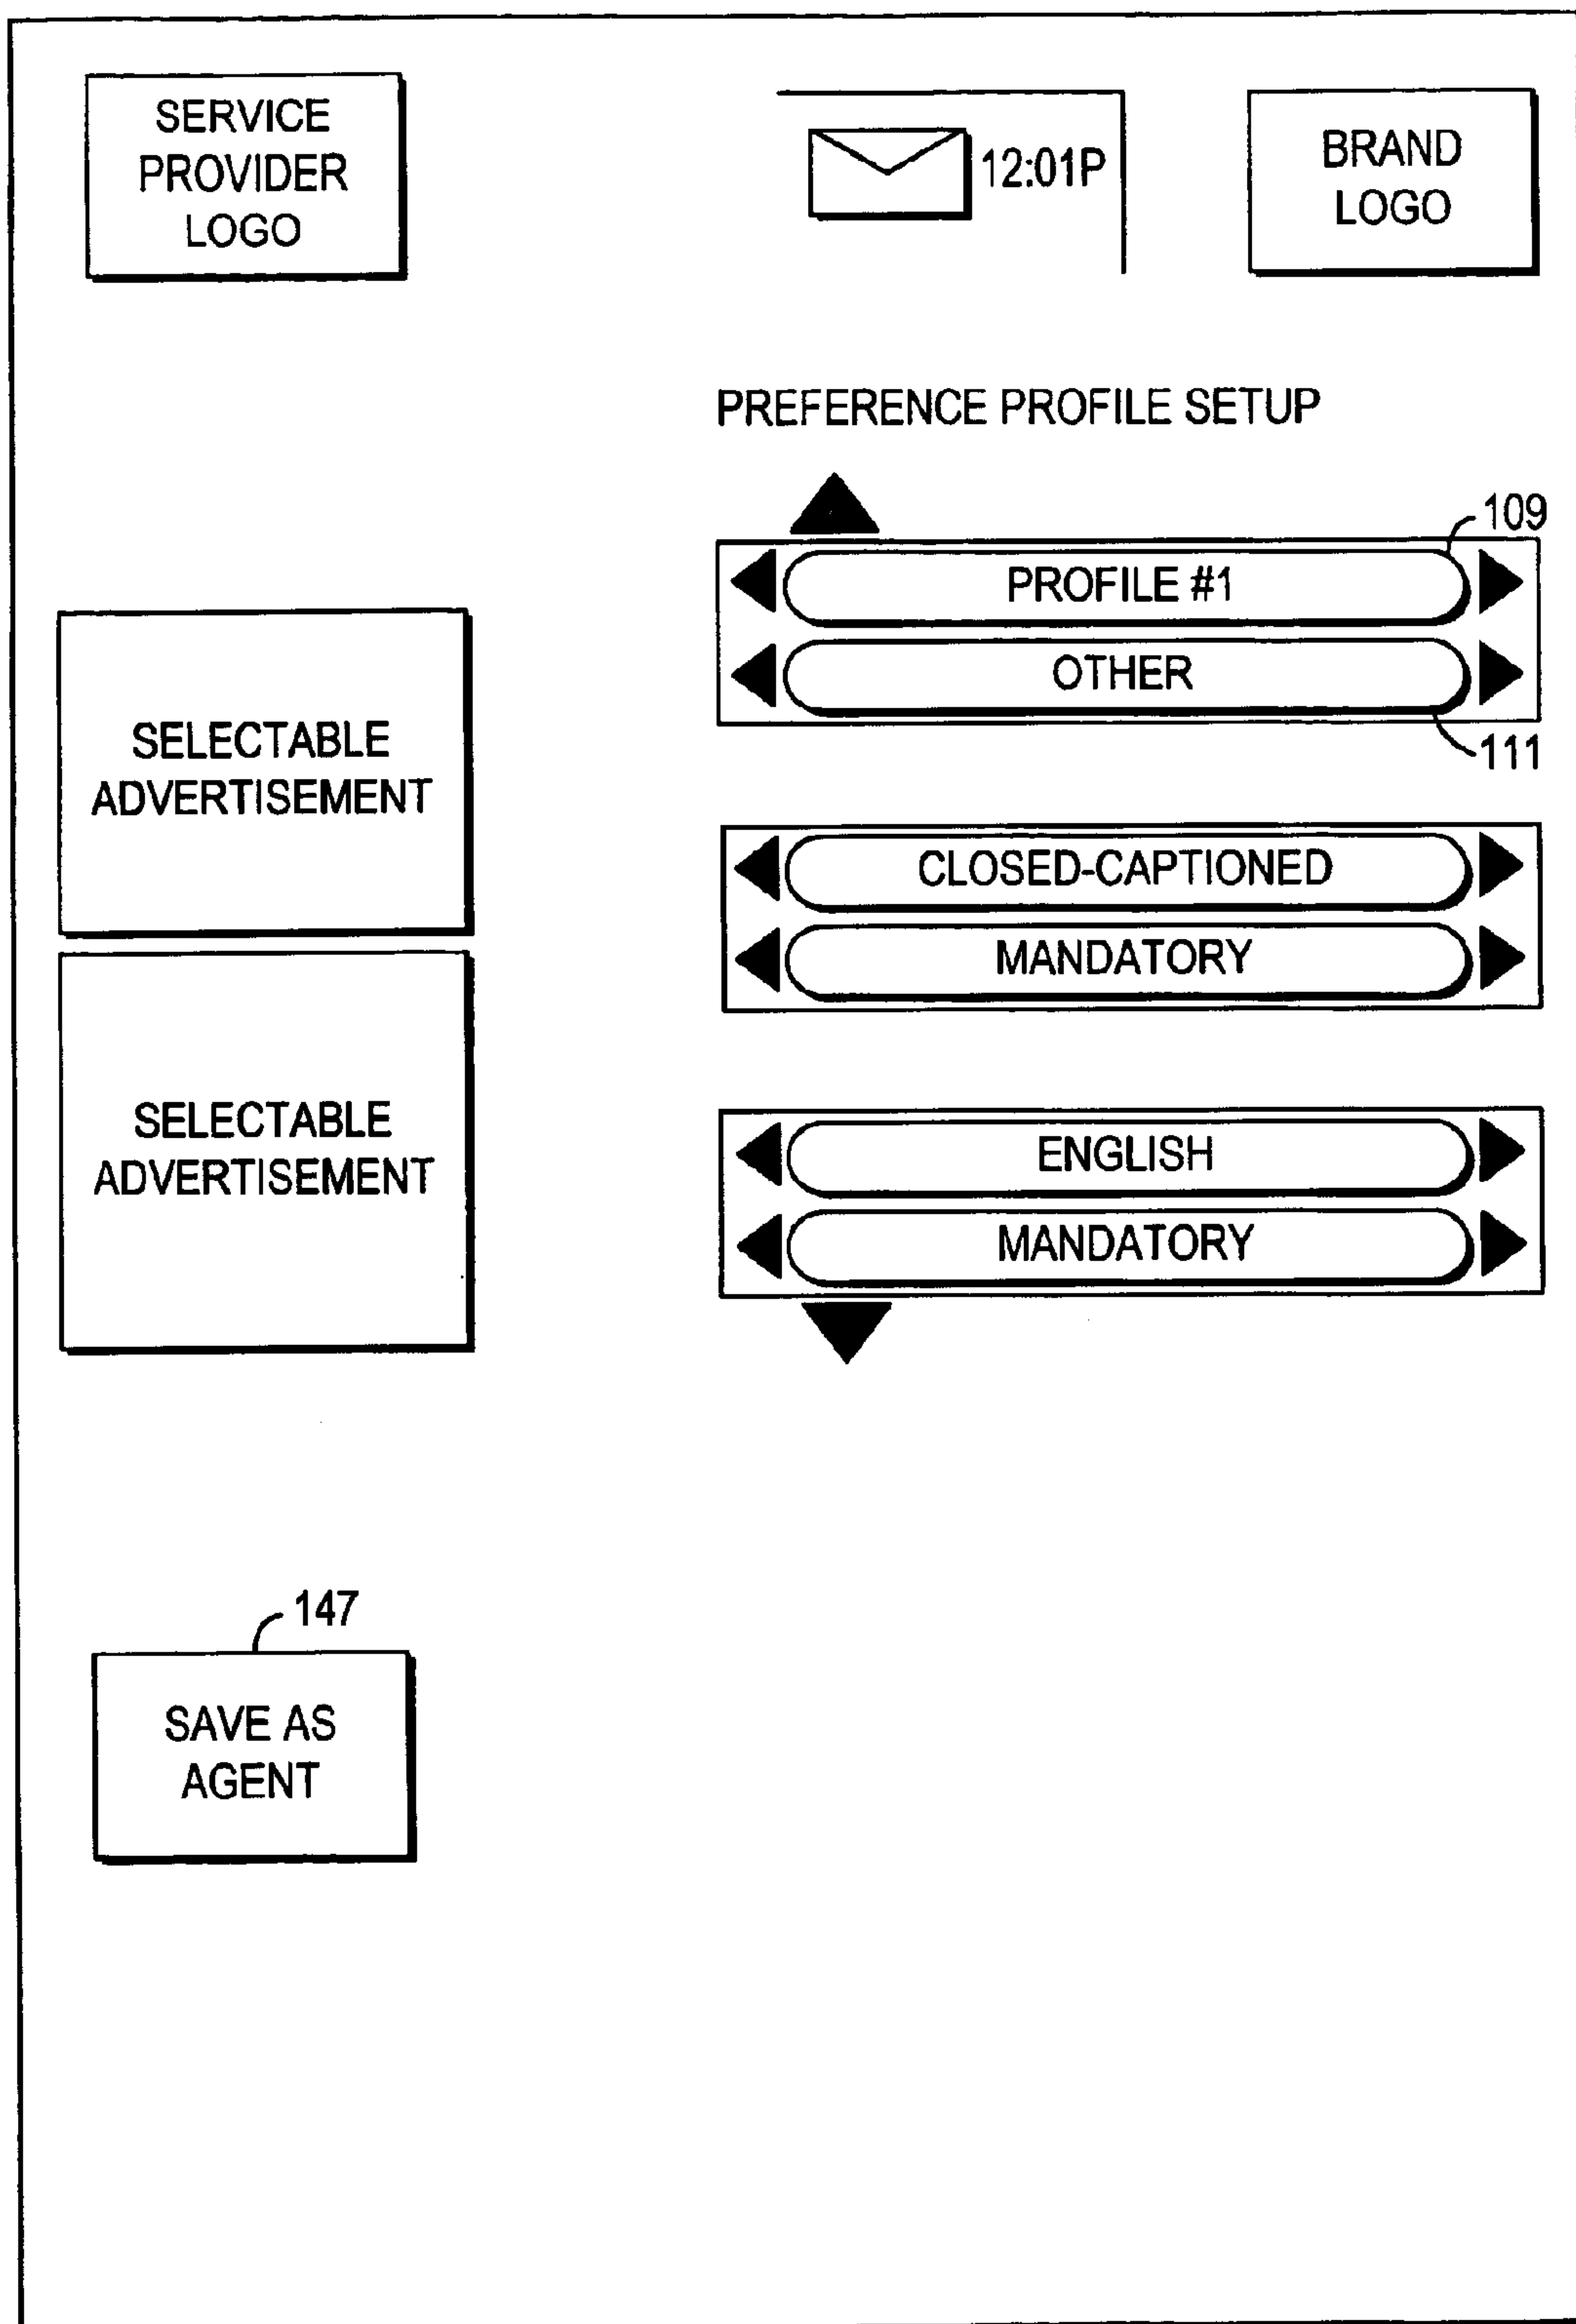 SERVICE
PROVIDER
LOGO
12:01P
BRAND
LOGO
PREFERENCE PROFILE SETUP
109
PROFILE #1
OTHER
111
SELECTABLE
ADVERTISEMENT
CLOSED-CAPTIONED
MANDATORY
SELECTABLE
ADVERTISEMENT
ENGLISH
MANDATORY
147
SAVE AS
AGENT